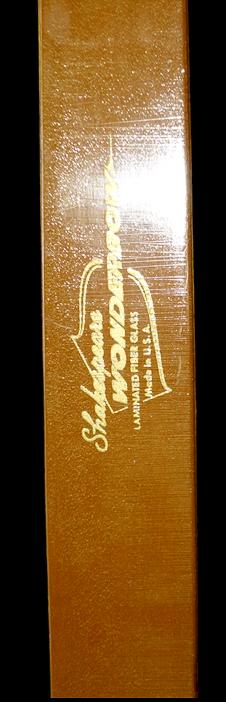 Shakespeare
WONDERBOW
LAMINATED FIBER GLASS
Made in U.S.A.